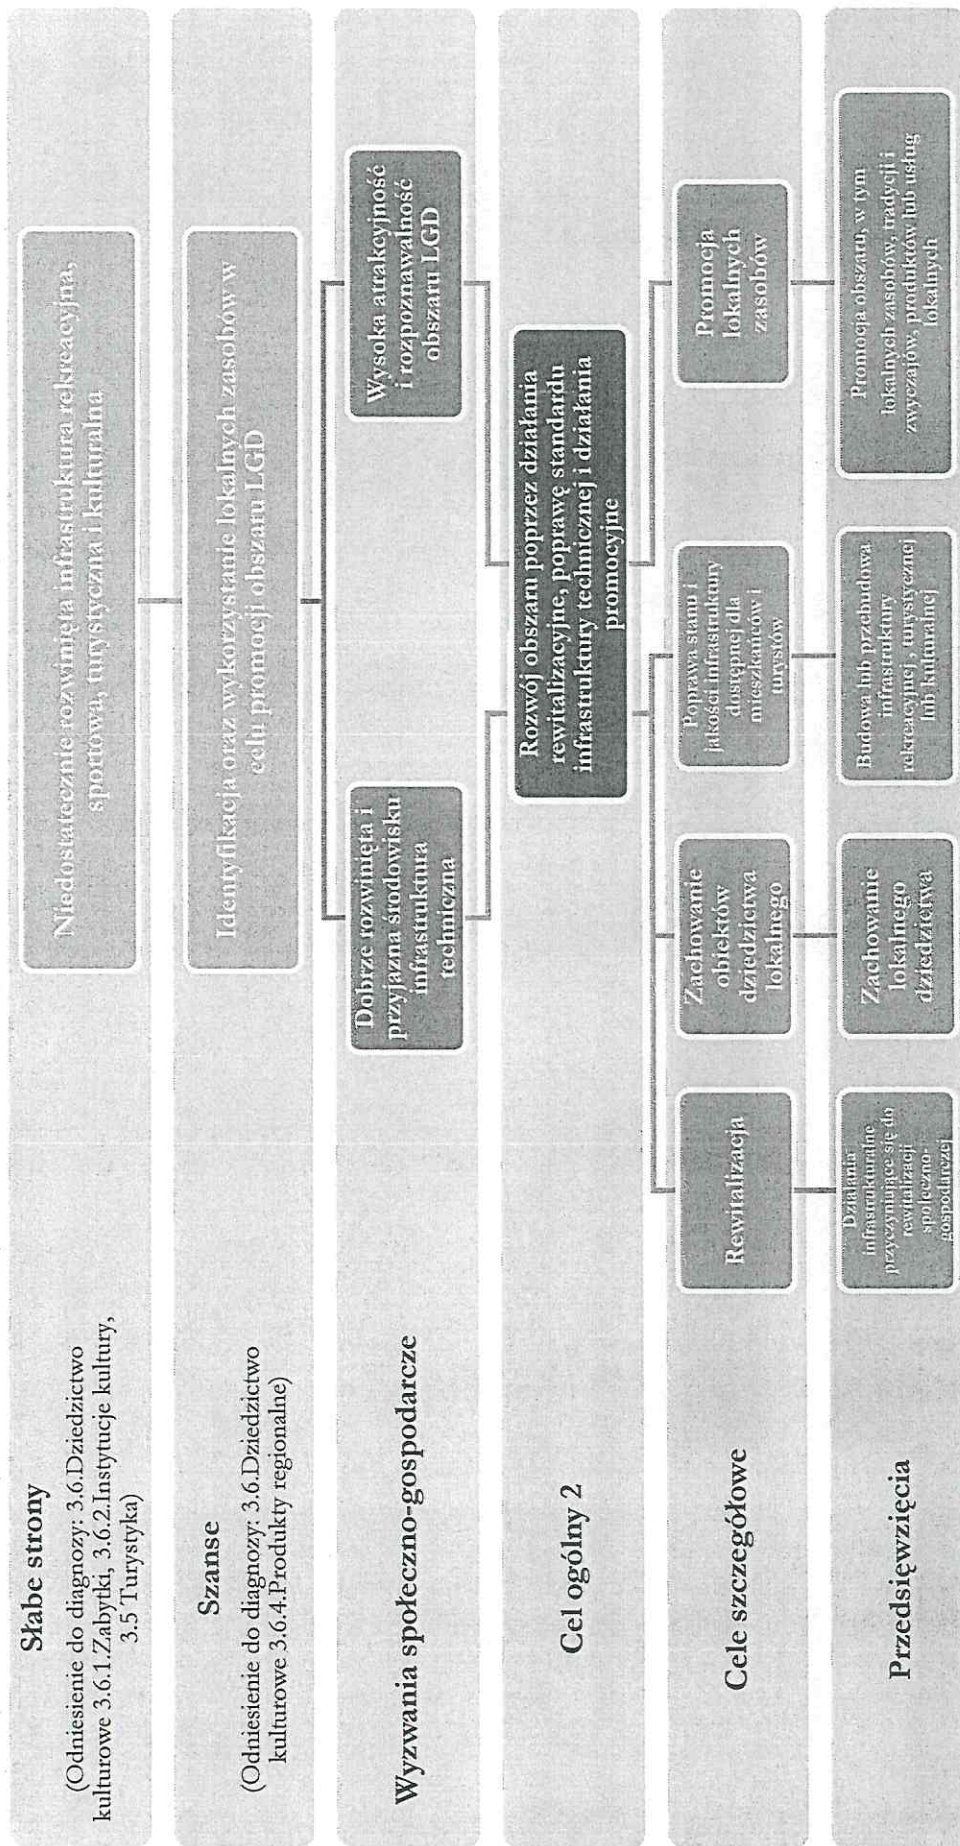 Słabe strony
(Odniesienie do diagnozy: 3.6.Dziedzictwo
kulturowe 3.6.1.Zabytki, 3.6.2.Instytucje kultury,
3.5 Turystyka)
Niedostatecznie rozwinięta infrastruktura rekreacyjna,
sportowa, turystyczna i kulturalna
Szanse
(Odniesienie do diagnozy: 3.6.Dziedzictwo
kulturowe 3.6.4.Produkty regionalne)
Identyfikacja oraz wykorzystanie lokalnych zasobów w
celu promocji obszaru LGD
Wyzwania społeczno-gospodarcze
Dobrze rozwinięta i
przyjazna środowisku
infrastruktura
techniczna
Wysoka atrakcyjność
i rozpoznawalność
obszaru LGD
Cel ogólny 2
Rozwój obszaru poprzez działania
rewitalizacyjne, poprawę standardu
infrastruktury technicznej i działania
promocyjne
Cele szczegółowe
Rewitalizacja
Zachowanie
obiektów
dziedzictwa
lokalnego
Poprawa stanu i
jakości infrastruktury
dostępnej dla
mieszkańców i
turystów
Promocja
lokalnych
zasobów
Przedsięwzięcia
Działania
infrastrukturalne
przyczyniające się do
rewitalizacji
społeczno-
gospodarczej
Zachowanie
lokalnego
dziedzictwa
Budowa lub przebudowa
infrastruktury
rekreacyjnej , turystycznej
lub kulturalnej
Promocja obszaru, w tym
lokalnych zasobów, tradycji i
zwyczajów, produktów lub usług
lokalnych